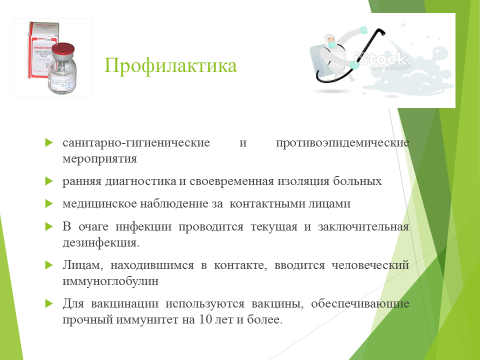 Профилактика
iStock.
санитарно-гигиенические и противоэпидемические
мероприятия
ранняя диагностика и своевременная изоляция больных
медицинское наблюдение за контактными лицами
В очаге инфекции проводится текущая и заключительная
дезинфекция.
Лицам, находившимся в контакте, вводится человеческий
иммуноглобулин
Для вакцинации используются вакцины, обеспечивающие
прочный иммунитет на 10 лет и более.